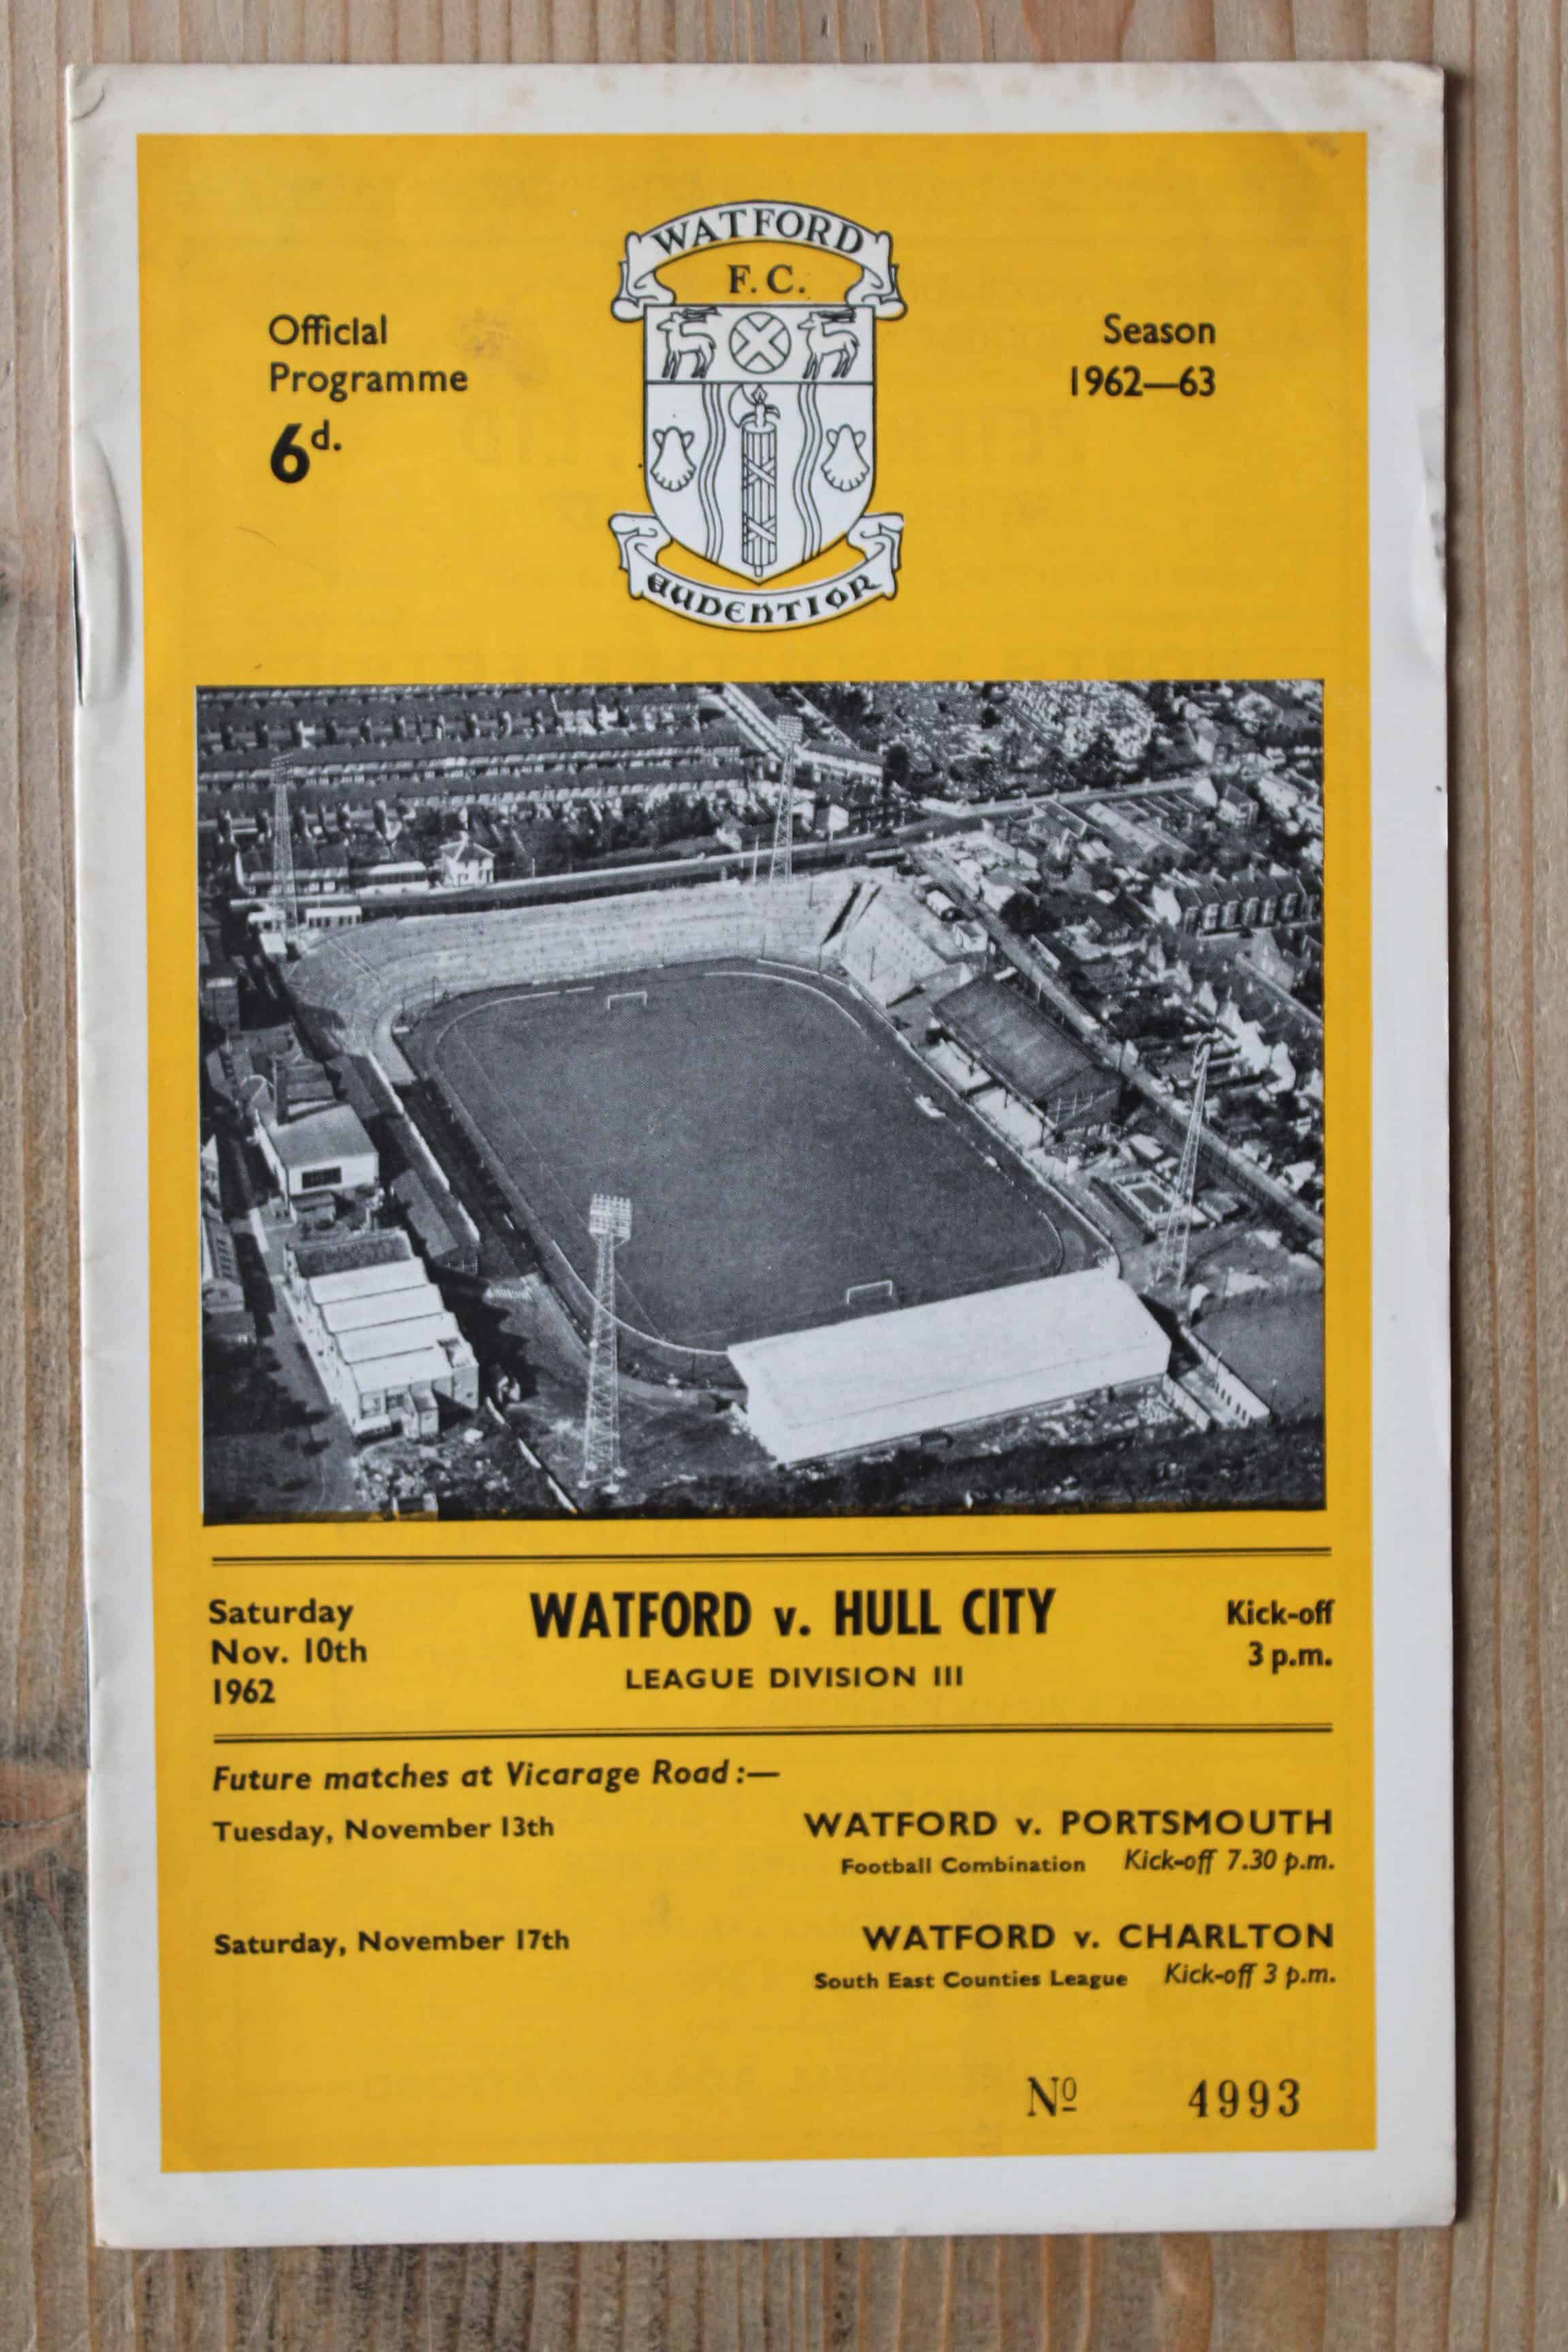 WATFORD
F. C.
AUDENTIOR
Official
Programme
6d.
Season
1962—63
Saturday
Nov. 10th
1962
WATFORD v. HULL CITY
LEAGUE DIVISION III
Kick-off
3 p.m.
Future matches at Vicarage Road :—
Tuesday, November 13th
WATFORD v. PORTSMOUTH
Football Combination Kick-off 7.30 p.m.
Saturday, November 17th
WATFORD v. CHARLTON
South East Counties League Kick-off 3 p.m.
Nº 4993